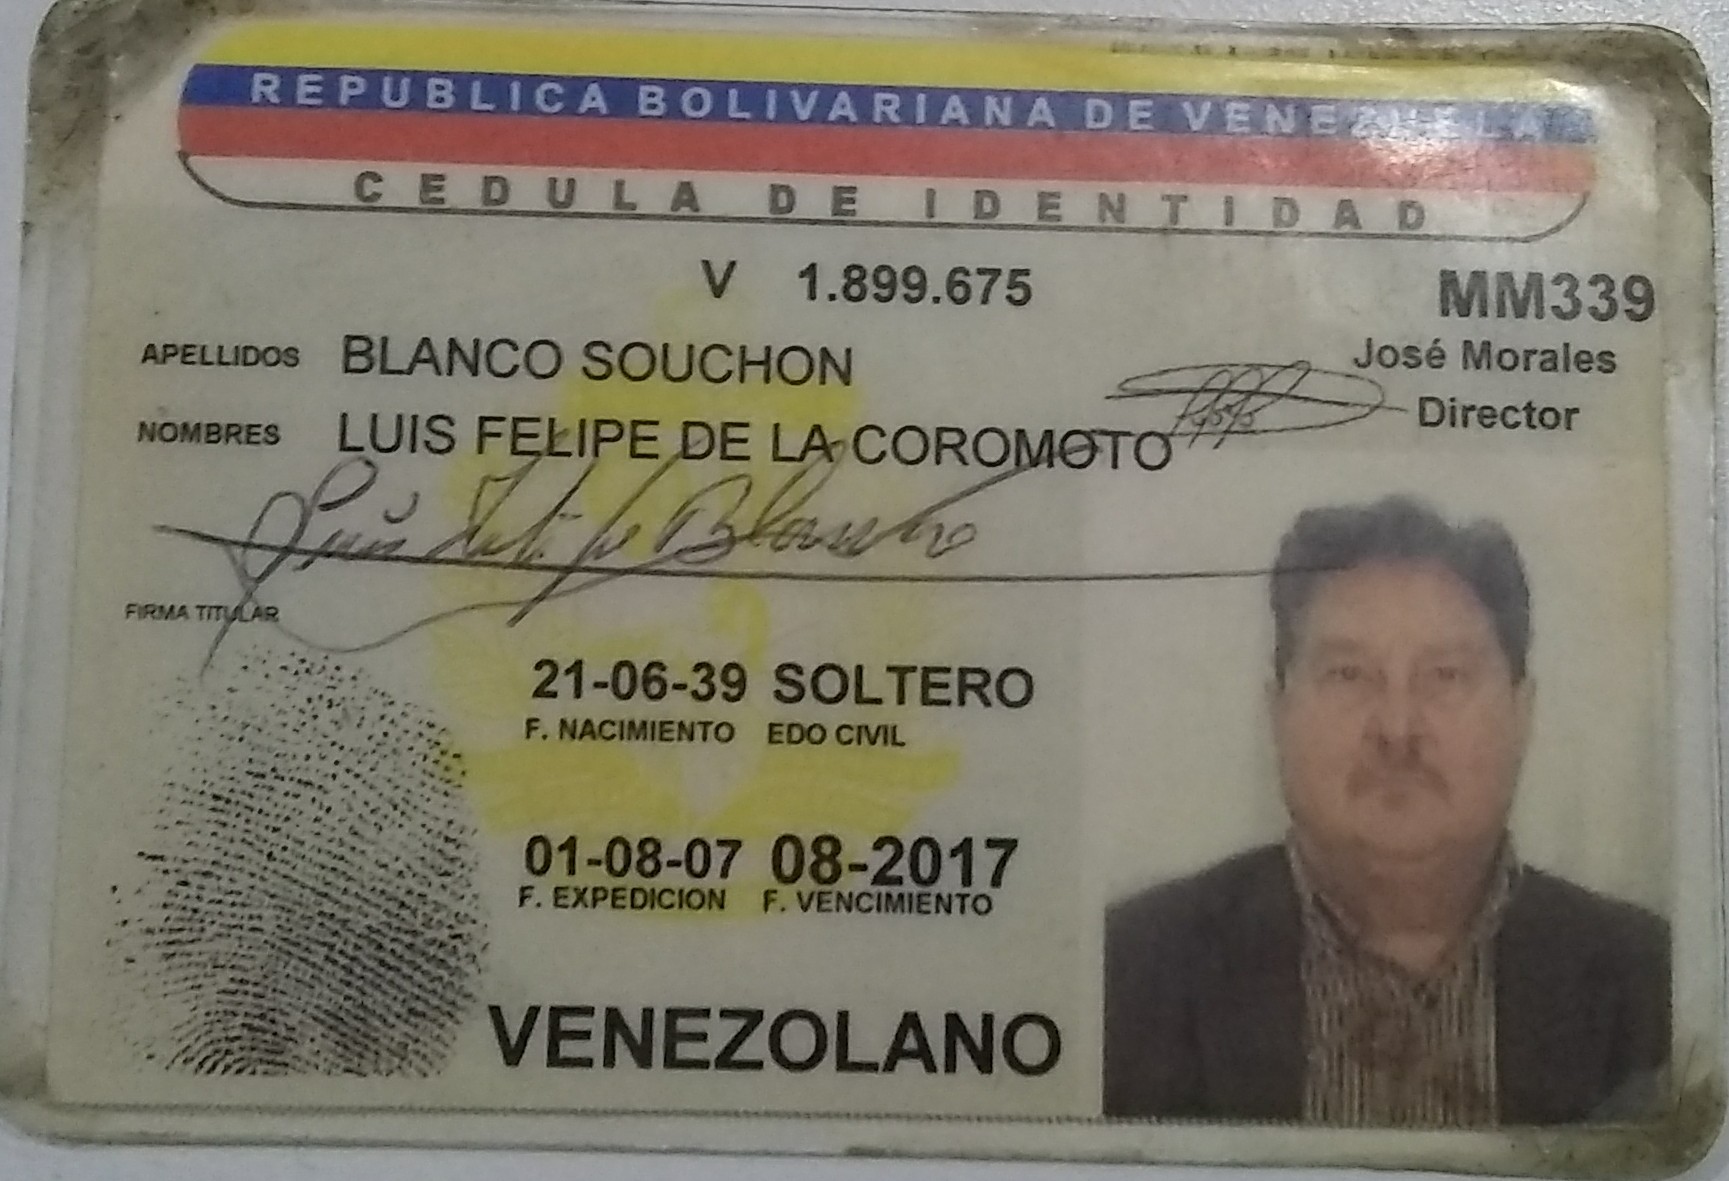 REPUBLICA BOLIVARIANA DE VENEZUELA
CEDULA DE IDENTIDAD
V 1.899.675
MM339
APELLIDOS BLANCO SOUCHON
José Morales
Director
NOMBRES LUIS FELIPE DE LA COROMOTO
Luis Felipe Blanco
FIRMA TITULAR
21-06-39 SOLTERO
F. NACIMIENTO EDO CIVIL
01-08-07 08-2017
F. EXPEDICION F. VENCIMIENTO
VENEZOLANO